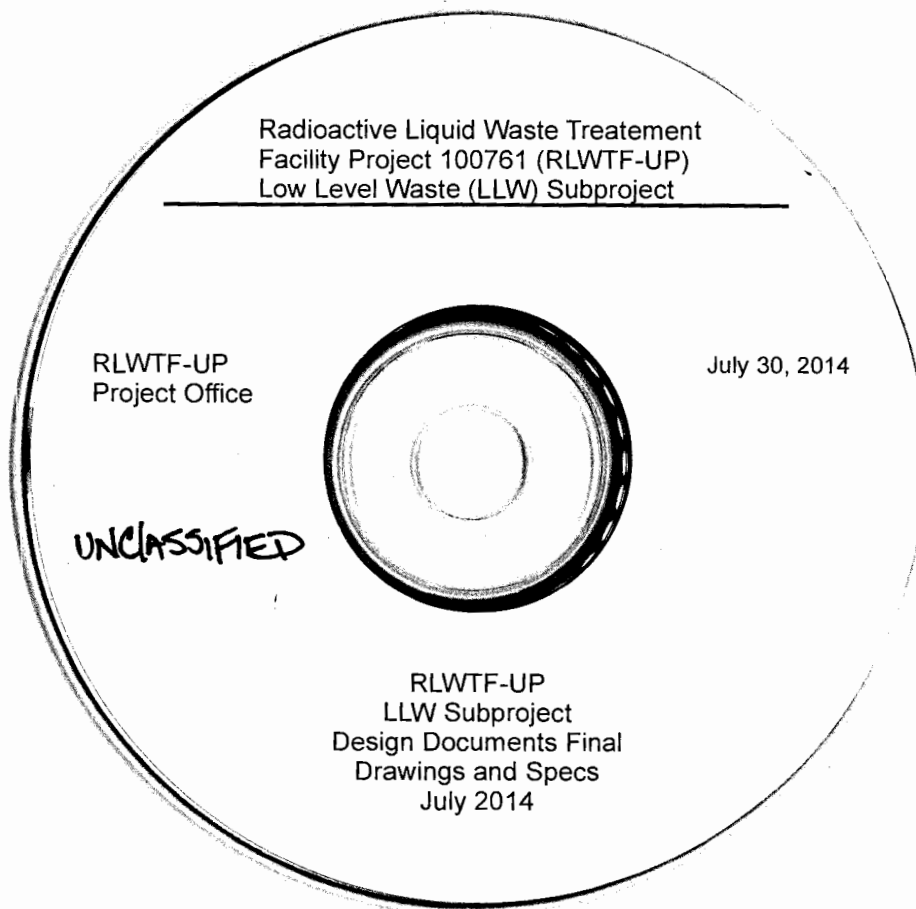 Radioactive Liquid Waste Treatement
Facility Project 100761 (RLWTF-UP)
Low Level Waste (LLW) Subproject
RLWTF-UP
Project Office
July 30, 2014
UNCLASSIFIED
RLWTF-UP
LLW Subproject
Design Documents Final
Drawings and Specs
July 2014